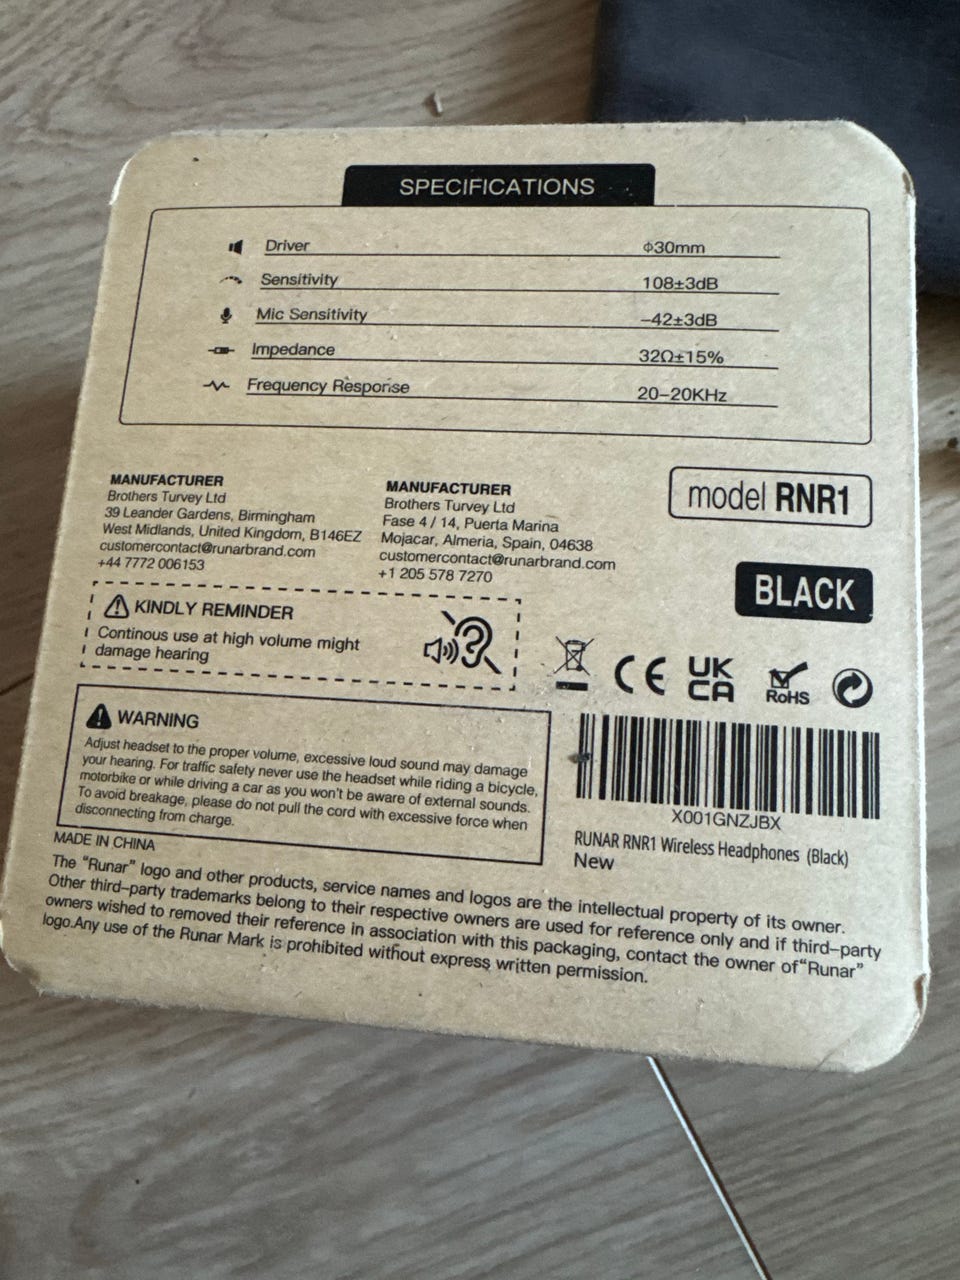 SPECIFICATIONS
Driver Φ30mm
Sensitivity 108±3dB
Mic Sensitivity –42±3dB
Impedance 32Ω±15%
Frequency Response 20–20KHz
MANUFACTURER
Brothers Turvey Ltd
39 Leander Gardens, Birmingham
West Midlands, United Kingdom, B146EZ
customercontact@runarbrand.com
+44 7772 006153
MANUFACTURER
Brothers Turvey Ltd
Fase 4 / 14, Puerta Marina
Mojacar, Almeria, Spain, 04638
customercontact@runarbrand.com
+1 205 578 7270
model RNR1
BLACK
KINDLY REMINDER
Continous use at high volume might
damage hearing
CE UK
CA
RoHS
WARNING
Adjust headset to the proper volume, excessive loud sound may damage
your hearing. For traffic safety never use the headset while riding a bicycle,
motorbike or while driving a car as you won't be aware of external sounds.
To avoid breakage, please do not pull the cord with excessive force when
disconnecting from charge.
X001GNZJBX
RUNAR RNR1 Wireless Headphones (Black)
New
MADE IN CHINA
The "Runar" logo and other products, service names and logos are the intellectual property of its owner.
Other third–party trademarks belong to their respective owners are used for reference only and if third–party
owners wished to removed their reference in association with this packaging, contact the owner of"Runar"
logo.Any use of the Runar Mark is prohibited without express written permission.